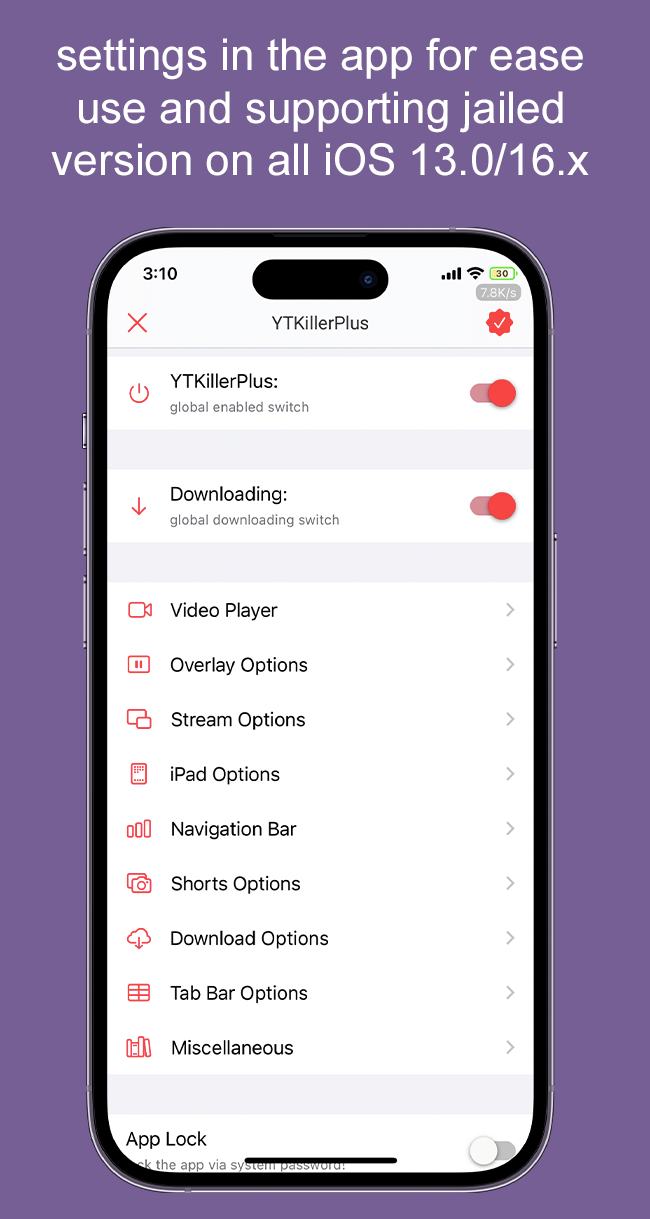 settings in the app for ease
use and supporting jailed
version on all iOS 13.0/16.x
3:10
30
7.8K/s
YTKillerPlus
YTKillerPlus:
global enabled switch
Downloading:
global downloading switch
Video Player
Overlay Options
Stream Options
iPad Options
Navigation Bar
Shorts Options
Download Options
Tab Bar Options
Miscellaneous
App Lock
the app via system password!